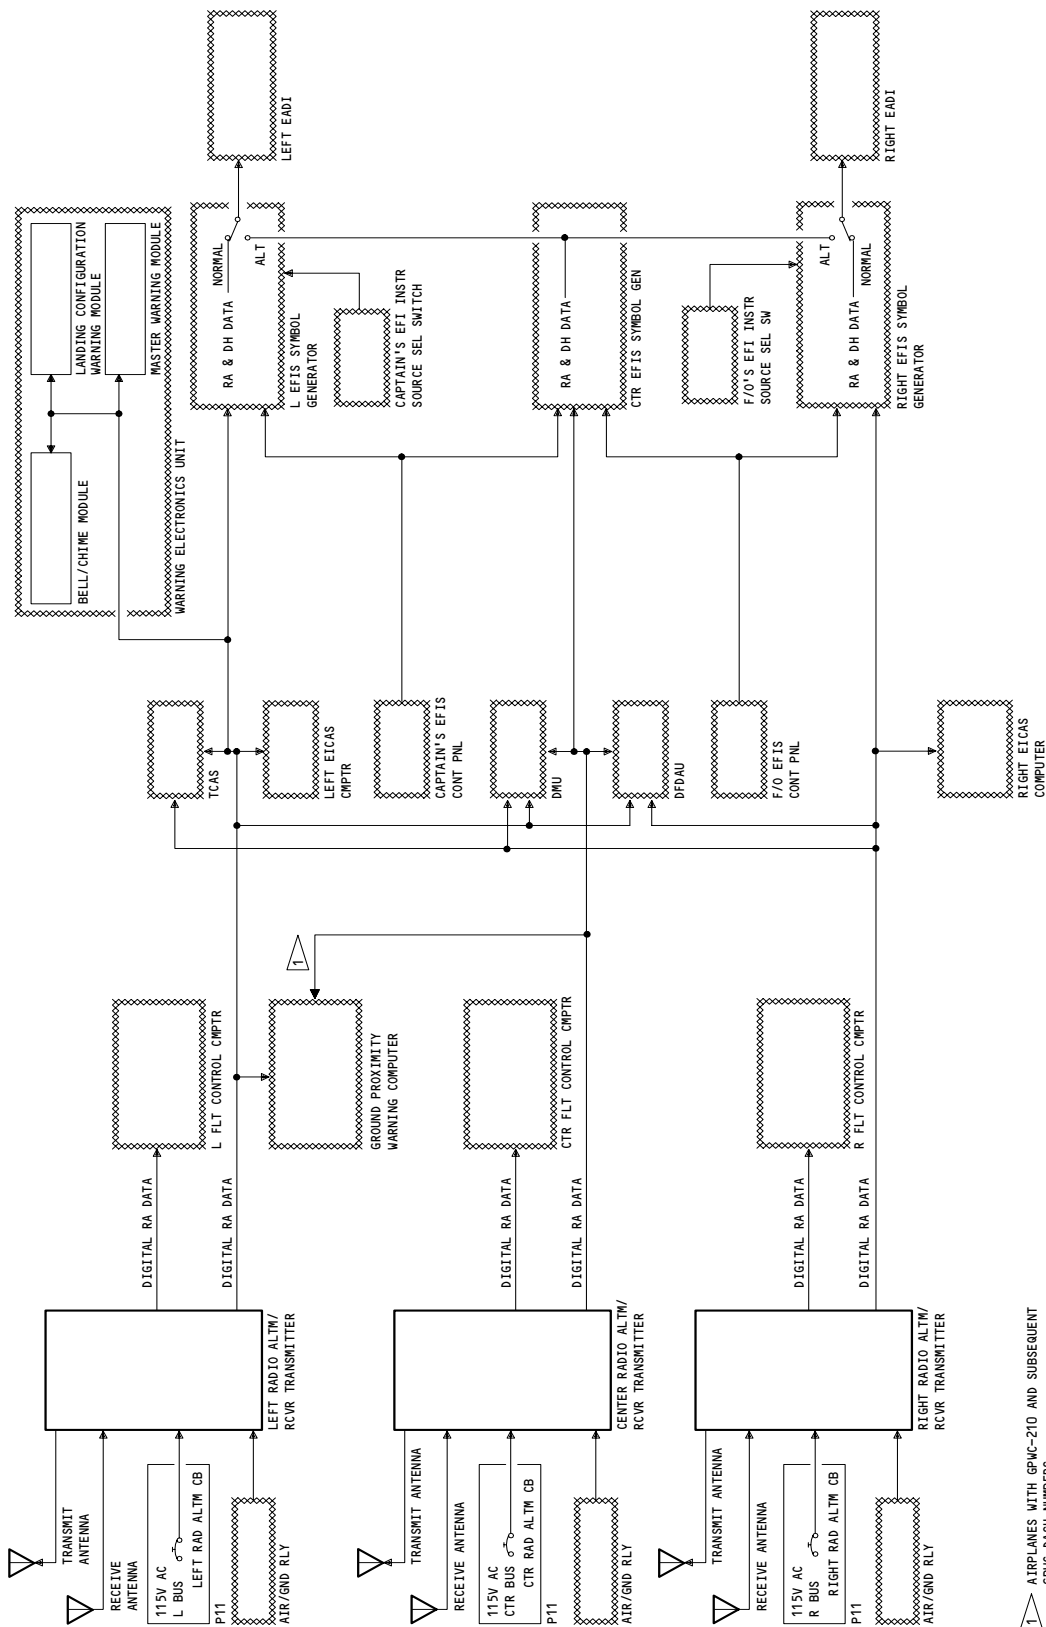 TRANSMIT
ANTENNA
RECEIVE
ANTENNA
115V AC
L BUS
LEFT RAD ALTM CB
P11
AIR/GND RLY
LEFT RADIO ALTM/
RCVR TRANSMITTER
DIGITAL RA DATA
DIGITAL RA DATA
L FLT CONTROL CMPTR
GROUND PROXIMITY
WARNING COMPUTER
1
TCAS
LEFT EICAS
CMPTR
CAPTAIN'S EFIS
CONT PNL
BELL/CHIME MODULE
LANDING CONFIGURATION
WARNING MODULE
MASTER WARNING MODULE
WARNING ELECTRONICS UNIT
RA & DH DATA
NORMAL
ALT
L EFIS SYMBOL
GENERATOR
CAPTAIN'S EFI INSTR
SOURCE SEL SWITCH
LEFT EADI
TRANSMIT ANTENNA
RECEIVE ANTENNA
115V AC
CTR BUS
CTR RAD ALTM CB
P11
AIR/GND RLY
CENTER RADIO ALTM/
RCVR TRANSMITTER
DIGITAL RA DATA
DIGITAL RA DATA
CTR FLT CONTROL CMPTR
DMU
DFDAU
RA & DH DATA
CTR EFIS SYMBOL GEN
TRANSMIT ANTENNA
RECEIVE ANTENNA
115V AC
R BUS
RIGHT RAD ALTM CB
P11
AIR/GND RLY
RIGHT RADIO ALTM/
RCVR TRANSMITTER
DIGITAL RA DATA
DIGITAL RA DATA
R FLT CONTROL CMPTR
F/O EFIS
CONT PNL
F/O'S EFI INSTR
SOURCE SEL SW
ALT
RA & DH DATA
NORMAL
RIGHT EFIS SYMBOL
GENERATOR
RIGHT EADI
RIGHT EICAS
COMPUTER
1 AIRPLANES WITH GPWC-210 AND SUBSEQUENT